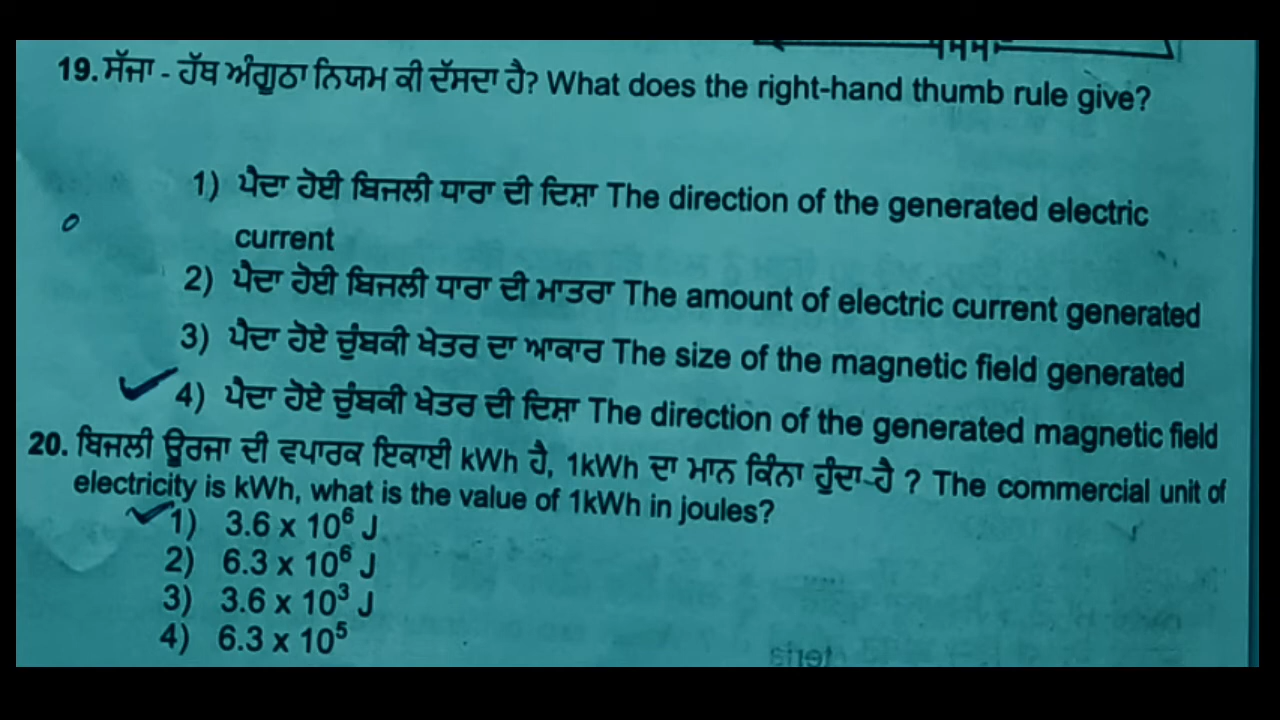 19. ਸੱਜਾ - ਹੱਥ ਅੰਗੂਠਾ ਨਿਯਮ ਕੀ ਦੱਸਦਾ ਹੈ? What does the right-hand thumb rule give?
1) ਪੈਦਾ ਹੋਈ ਬਿਜਲੀ ਧਾਰਾ ਦੀ ਦਿਸ਼ਾ The direction of the generated electric
current
2) ਪੈਦਾ ਹੋਈ ਬਿਜਲੀ ਧਾਰਾ ਦੀ ਮਾਤਰਾ The amount of electric current generated
3) ਪੈਦਾ ਹੋਏ ਚੁੰਬਕੀ ਖੇਤਰ ਦਾ ਆਕਾਰ The size of the magnetic field generated
4) ਪੈਦਾ ਹੋਏ ਚੁੰਬਕੀ ਖੇਤਰ ਦੀ ਦਿਸ਼ਾ The direction of the generated magnetic field
20. ਬਿਜਲੀ ਊਰਜਾ ਦੀ ਵਪਾਰਕ ਇਕਾਈ kWh ਹੈ, 1kWh ਦਾ ਮਾਨ ਕਿੰਨਾ ਹੁੰਦਾ ਹੈ ? The commercial unit of
electricity is kWh, what is the value of 1kWh in joules?
1) 3.6 x 10⁶ J
2) 6.3 x 10⁶ J
3) 3.6 x 10³ J
4) 6.3 x 10⁵